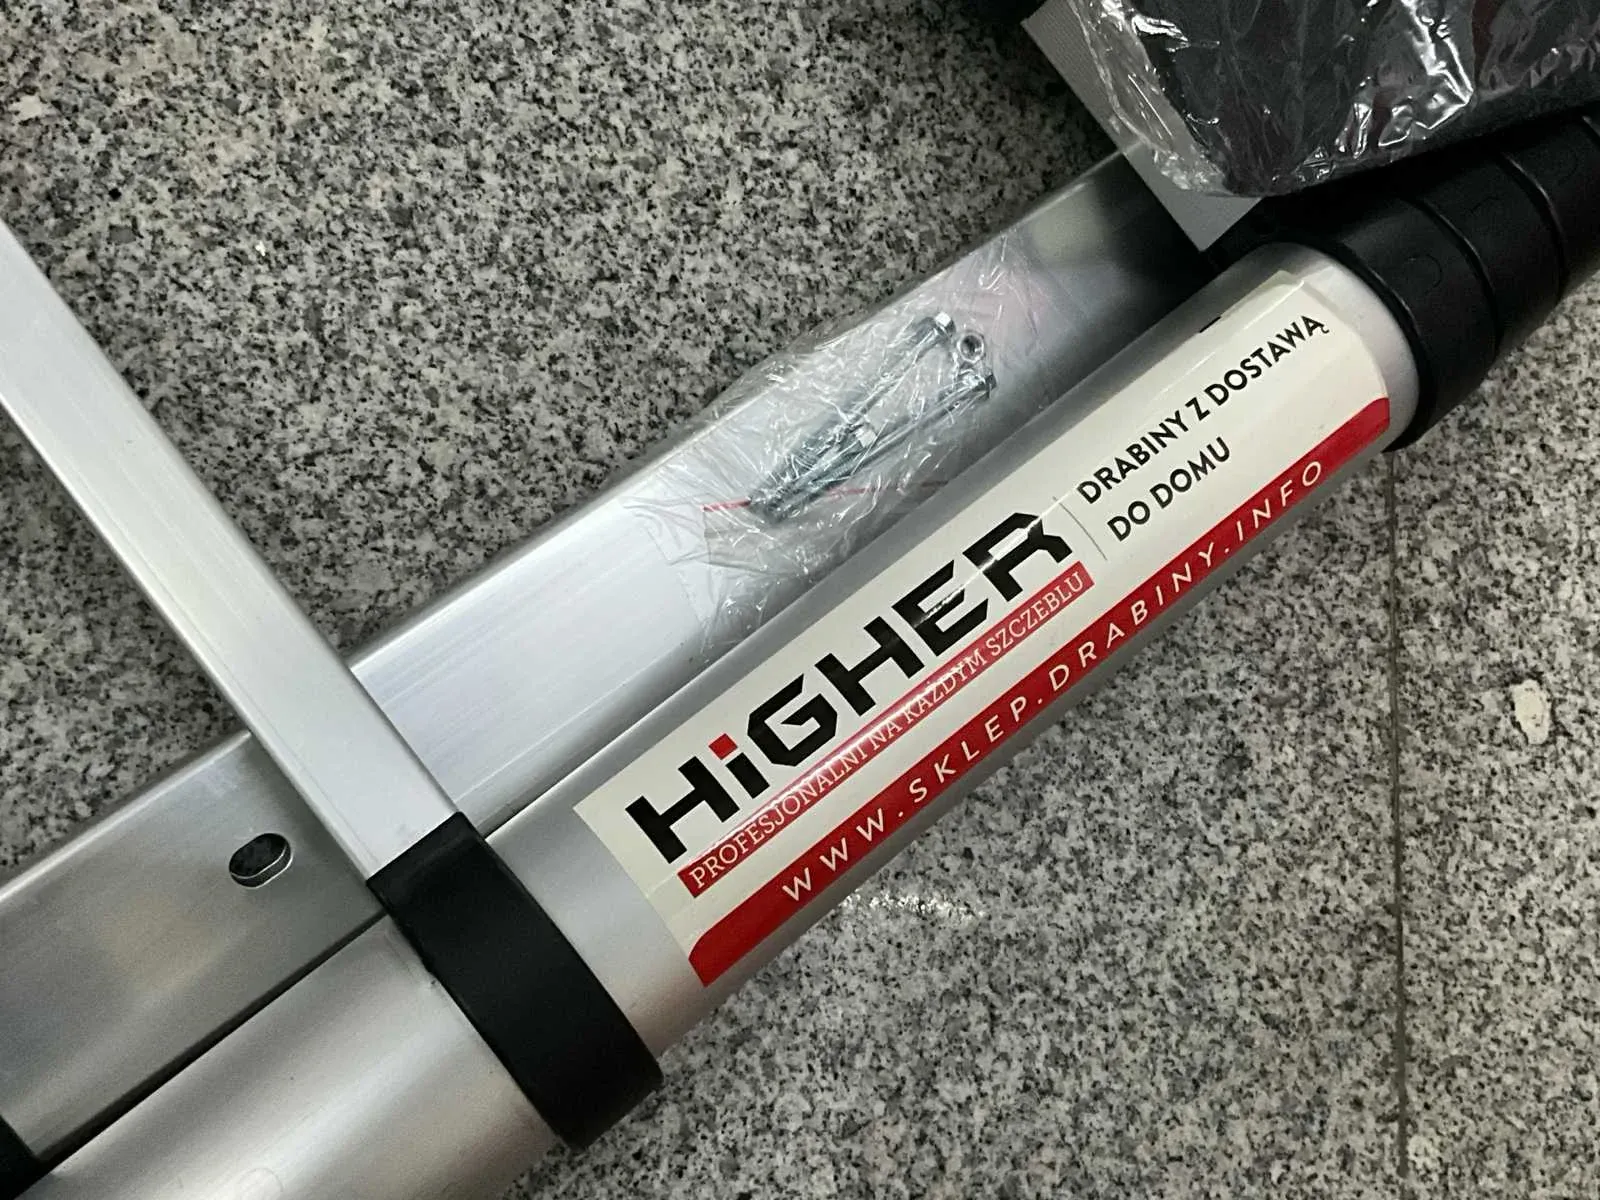 HiGHER
PROFESJONALNI NA KAŻDYM SZCZEBLU
DRABINY Z DOSTAWĄ
DO DOMU
WWW.SKLEP.DRABINY.INFO